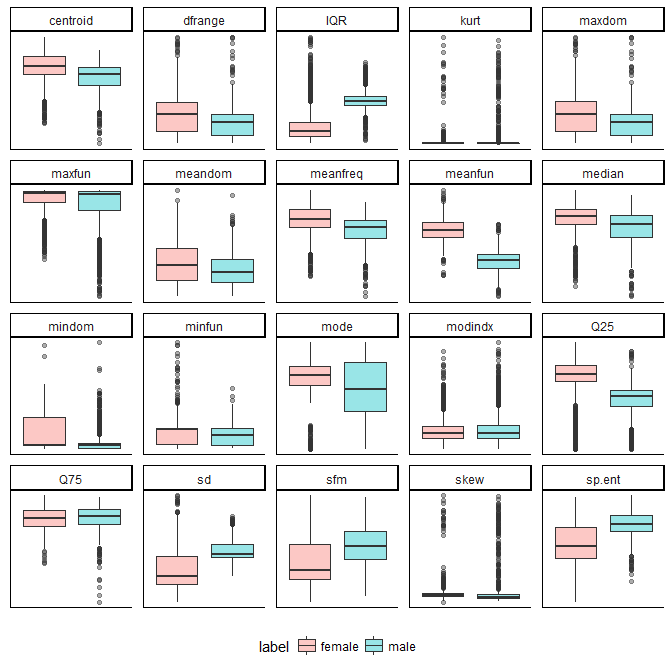 centroid dfrange IQR kurt maxdom
maxfun meandom meanfreq meanfun median
mindom minfun mode modindx Q25
Q75 sd sfm skew sp.ent
label female male